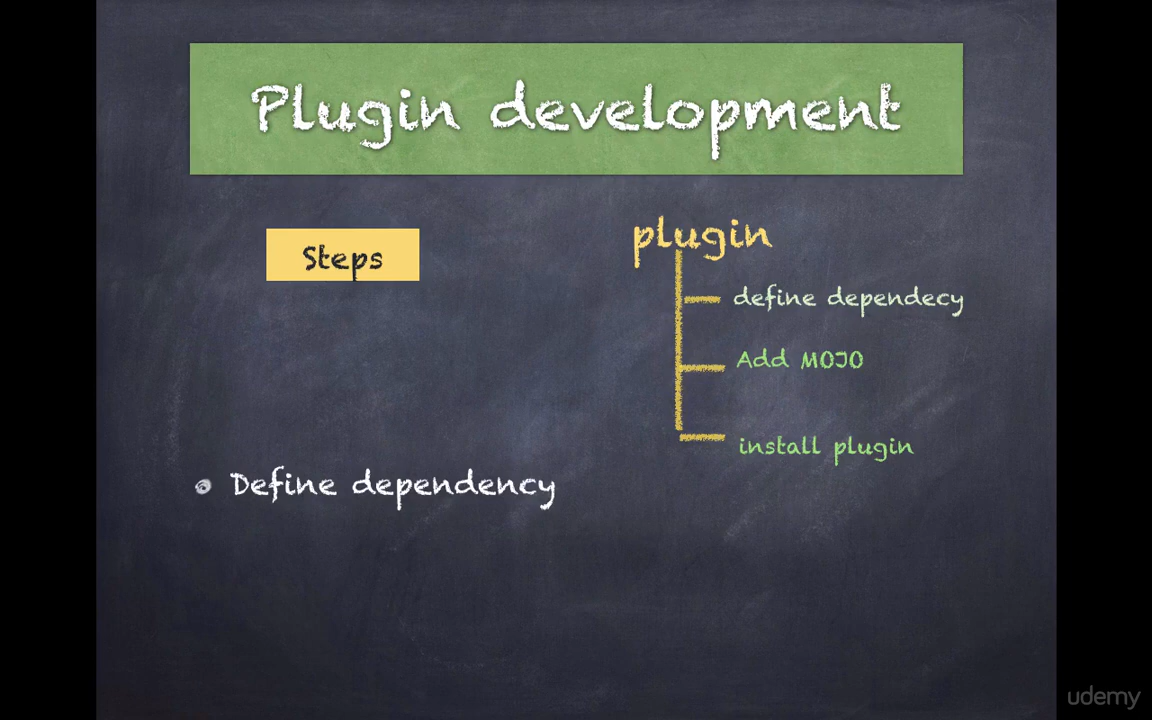 Plugin development
Steps
plugin
define dependecy
Add MOJO
install plugin
Define dependency
udemy